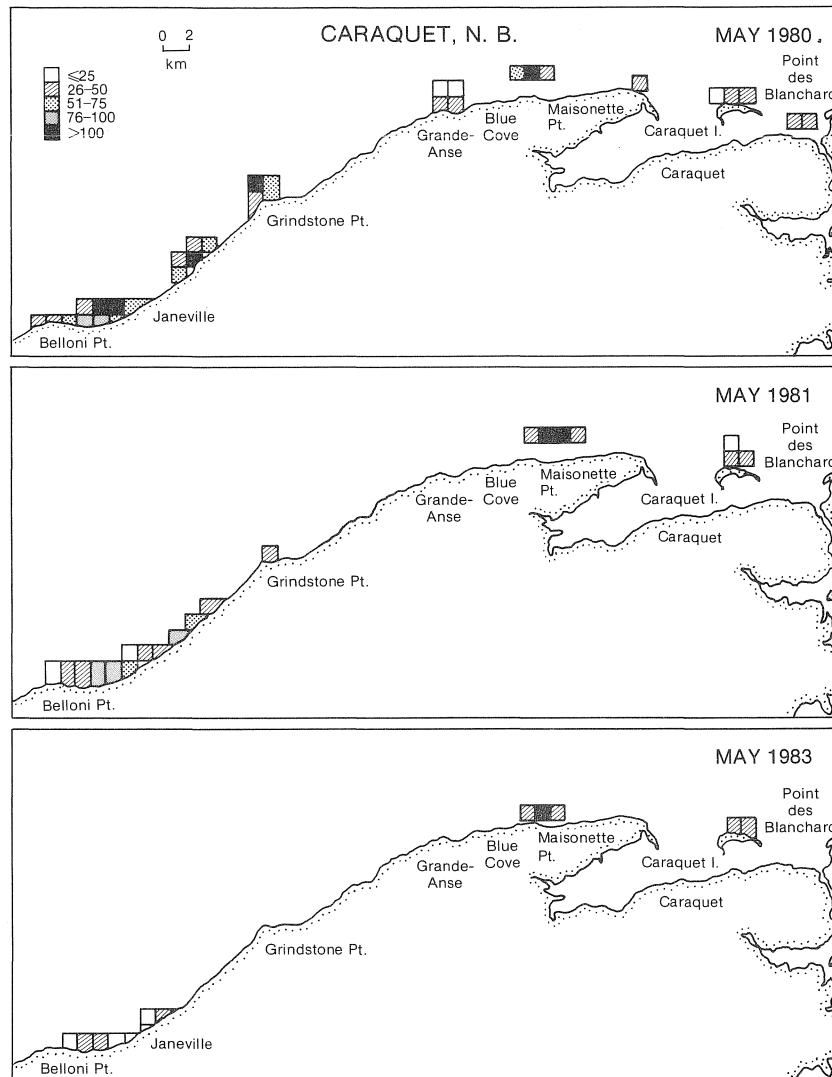 CARAQUET, N. B.
MAY 1980
0 2
km
⩽25
26–50
51–75
76–100
>100
Point
des
Blanchard
Grande-
Anse
Blue
Cove
Maisonette
Pt.
Caraquet I.
Caraquet
Grindstone Pt.
Janeville
Belloni Pt.
MAY 1981
Point
des
Blanchard
Grande-
Anse
Blue
Cove
Maisonette
Pt.
Caraquet I.
Caraquet
Grindstone Pt.
Belloni Pt.
MAY 1983
Point
des
Blanchard
Grande-
Anse
Blue
Cove
Maisonette
Pt.
Caraquet I.
Caraquet
Grindstone Pt.
Janeville
Belloni Pt.